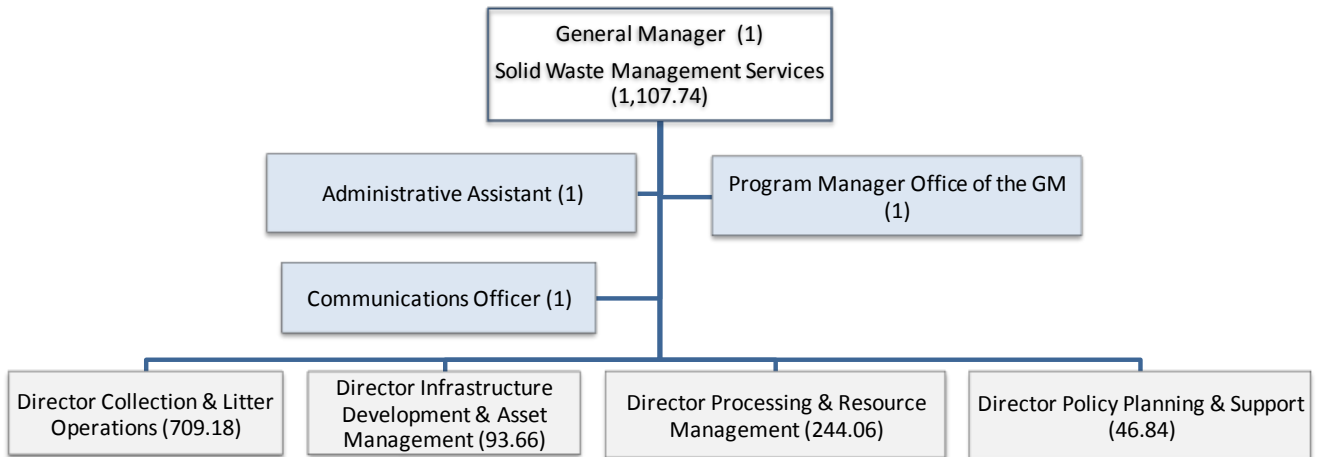 General Manager (1)
Solid Waste Management Services
(1,107.74)
Administrative Assistant (1)
Program Manager Office of the GM
(1)
Communications Officer (1)
Director Collection & Litter
Operations (709.18)
Director Infrastructure
Development & Asset
Management (93.66)
Director Processing & Resource
Management (244.06)
Director Policy Planning & Support
(46.84)